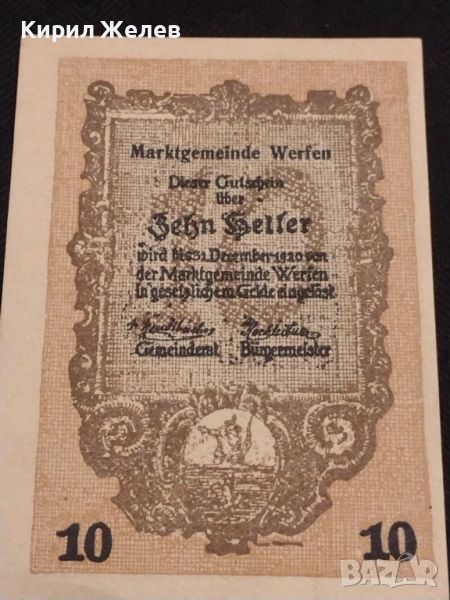 Кирил Желев
Marktgemeinde Werfen
Dieser Gutschein
über
Zehn Heller
wird bis 31. Dezember 1920 von
der Marktgemeinde Werfen
in gesetzlichem Gelde eingelöst
Gemeinderat Bürgermeister
10 10
BAZAR